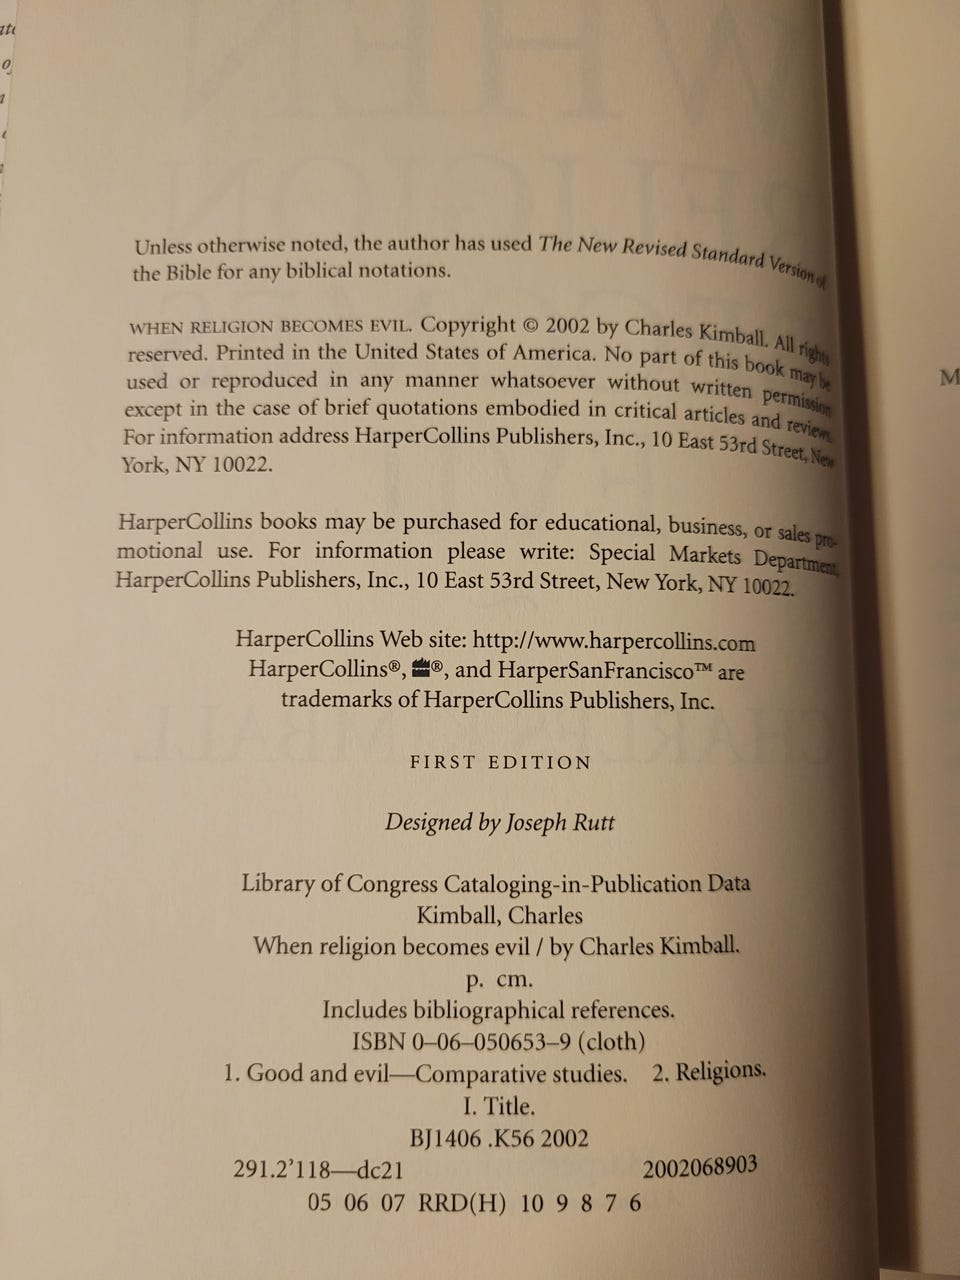 Unless otherwise noted, the author has used The New Revised Standard Version of
the Bible for any biblical notations.
WHEN RELIGION BECOMES EVIL. Copyright © 2002 by Charles Kimball. All rights
reserved. Printed in the United States of America. No part of this book may be
used or reproduced in any manner whatsoever without written permission
except in the case of brief quotations embodied in critical articles and reviews.
For information address HarperCollins Publishers, Inc., 10 East 53rd Street, New
York, NY 10022.
HarperCollins books may be purchased for educational, business, or sales pro-
motional use. For information please write: Special Markets Department,
HarperCollins Publishers, Inc., 10 East 53rd Street, New York, NY 10022.
HarperCollins Web site: http://www.harpercollins.com
HarperCollins®, ®, and HarperSanFrancisco™ are
trademarks of HarperCollins Publishers, Inc.
FIRST EDITION
Designed by Joseph Rutt
Library of Congress Cataloging-in-Publication Data
Kimball, Charles
When religion becomes evil / by Charles Kimball.
p. cm.
Includes bibliographical references.
ISBN 0–06–050653–9 (cloth)
1. Good and evil—Comparative studies. 2. Religions.
I. Title.
BJ1406 .K56 2002
291.2’118—dc21 2002068903
05 06 07 RRD(H) 10 9 8 7 6